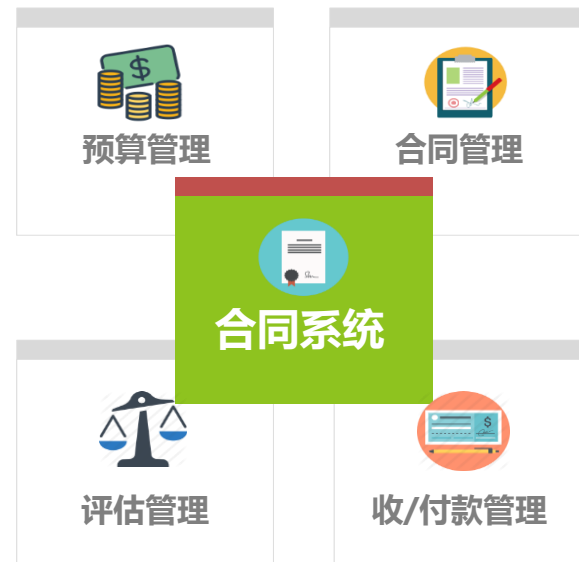 预算管理
合同管理
合同系统
评估管理
收/付款管理